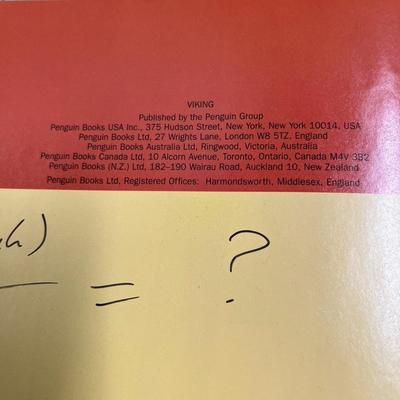 VIKING
Published by the Penguin Group
Penguin Books USA Inc., 375 Hudson Street, New York, New York 10014, USA
Penguin Books Ltd, 27 Wrights Lane, London W8 5TZ, England
Penguin Books Australia Ltd, Ringwood, Victoria, Australia
Penguin Books Canada Ltd, 10 Alcorn Avenue, Toronto, Ontario, Canada M4V 3B2
Penguin Books (N.Z.) Ltd, 182–190 Wairau Road, Auckland 10, New Zealand
Penguin Books Ltd, Registered Offices: Harmondsworth, Middlesex, England
= ?